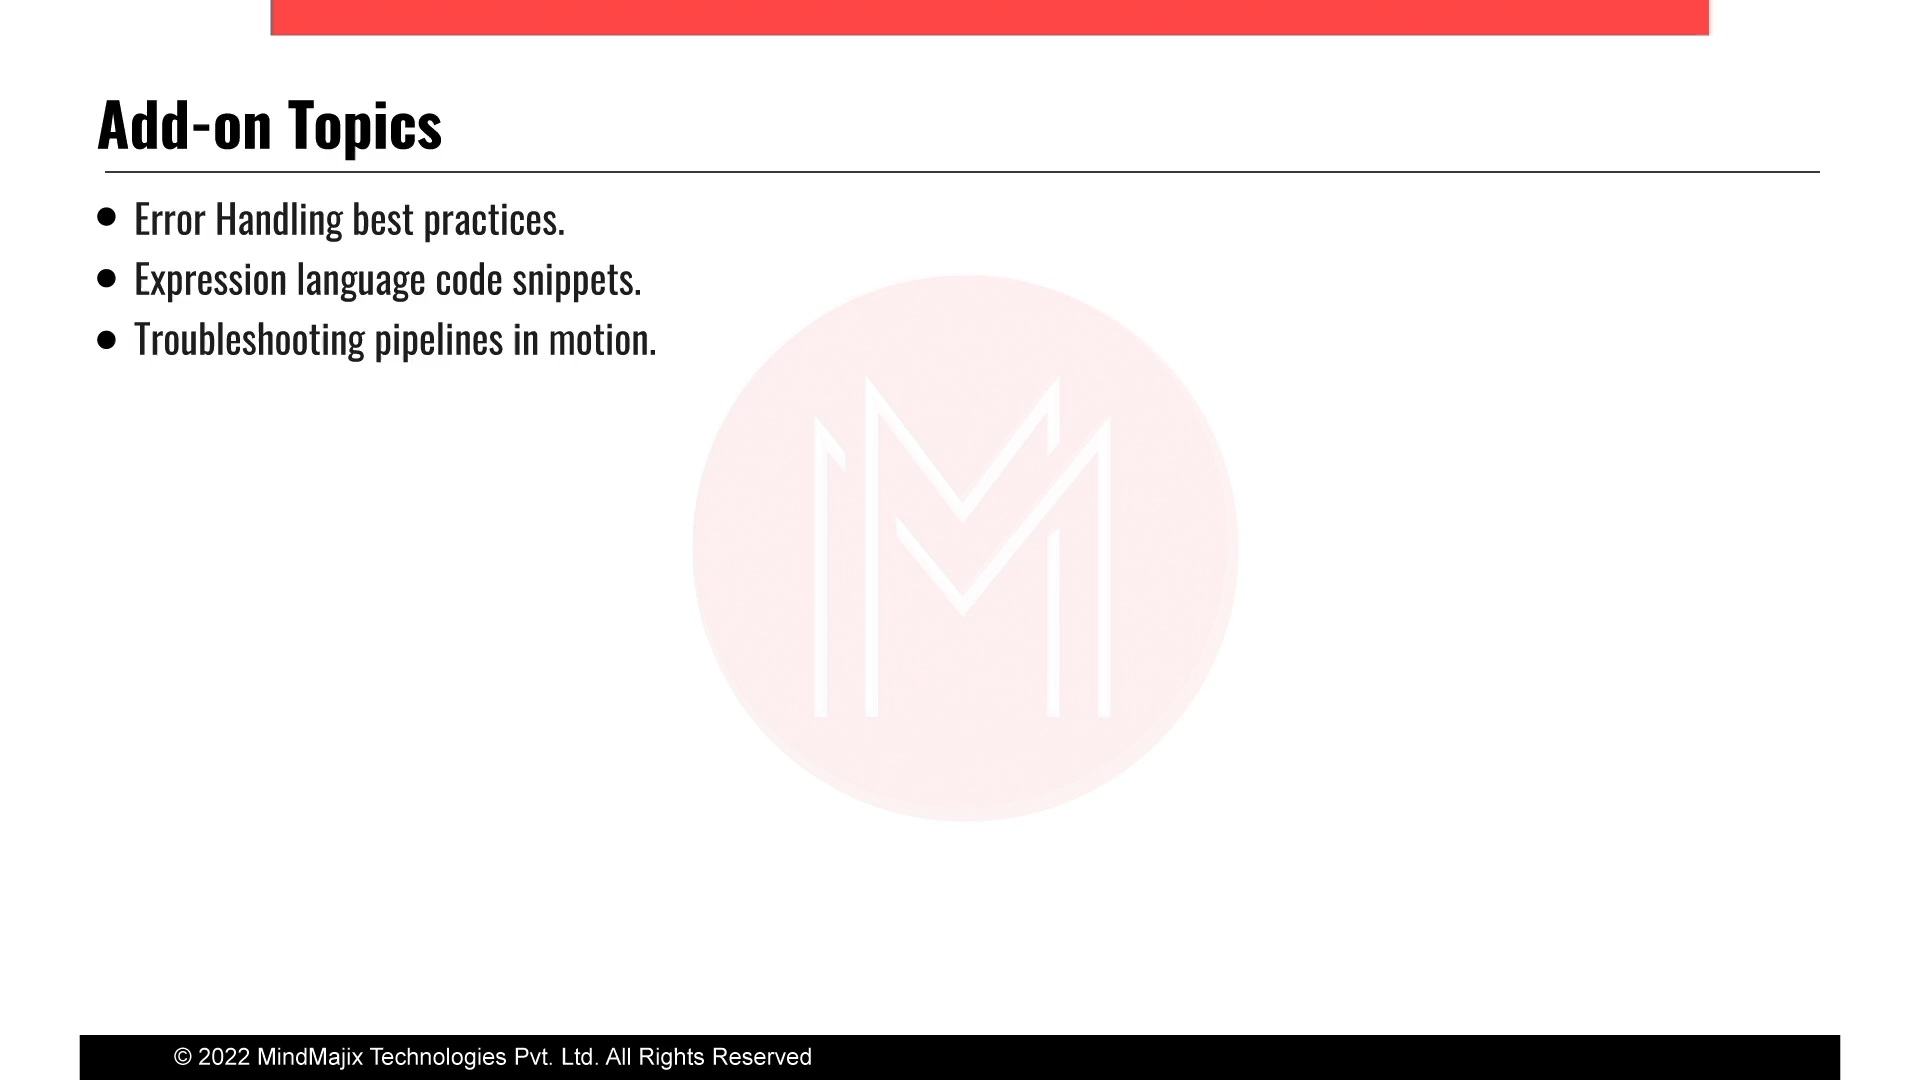 Add-on Topics
● Error Handling best practices.
● Expression language code snippets.
● Troubleshooting pipelines in motion.
© 2022 MindMajix Technologies Pvt. Ltd. All Rights Reserved